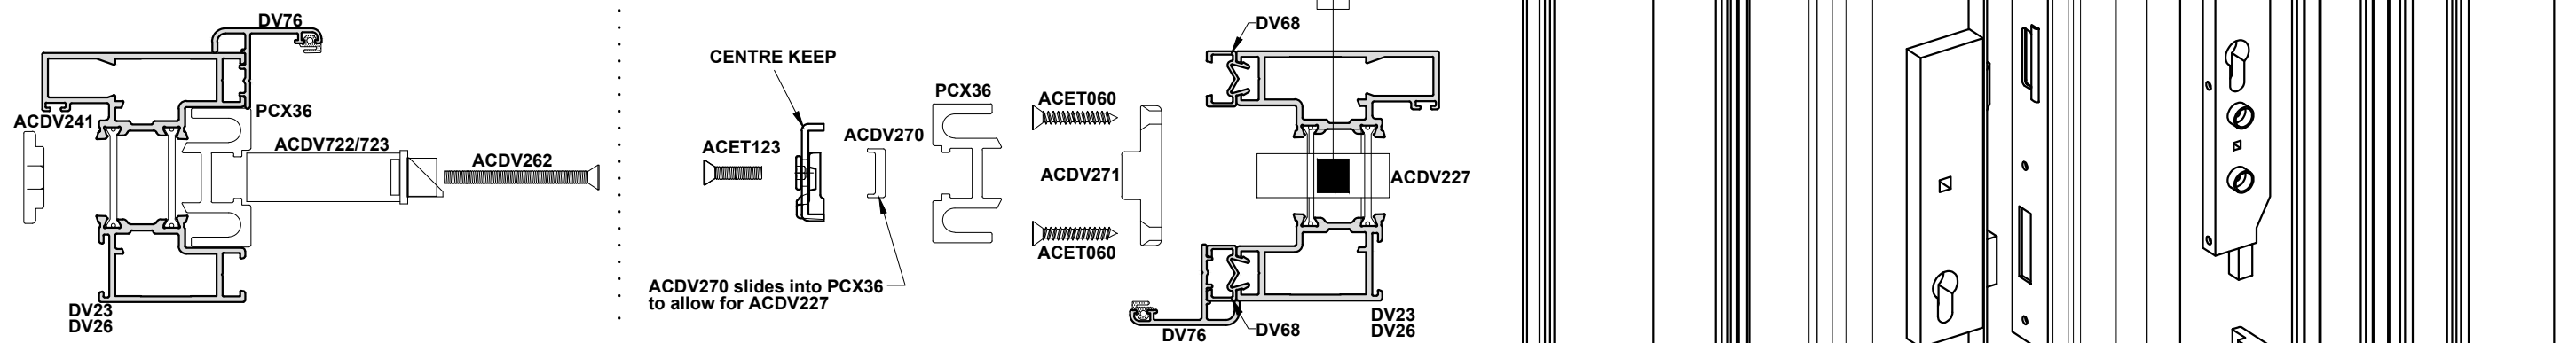 DV76
ACDV241
PCX36
ACDV722/723
ACDV262
DV23
DV26
CENTRE KEEP
ACET123
ACDV270
PCX36
ACET060
ACDV271
ACET060
ACDV270 slides into PCX36
to allow for ACDV227
DV68
ACDV227
DV76
DV68
DV23
DV26